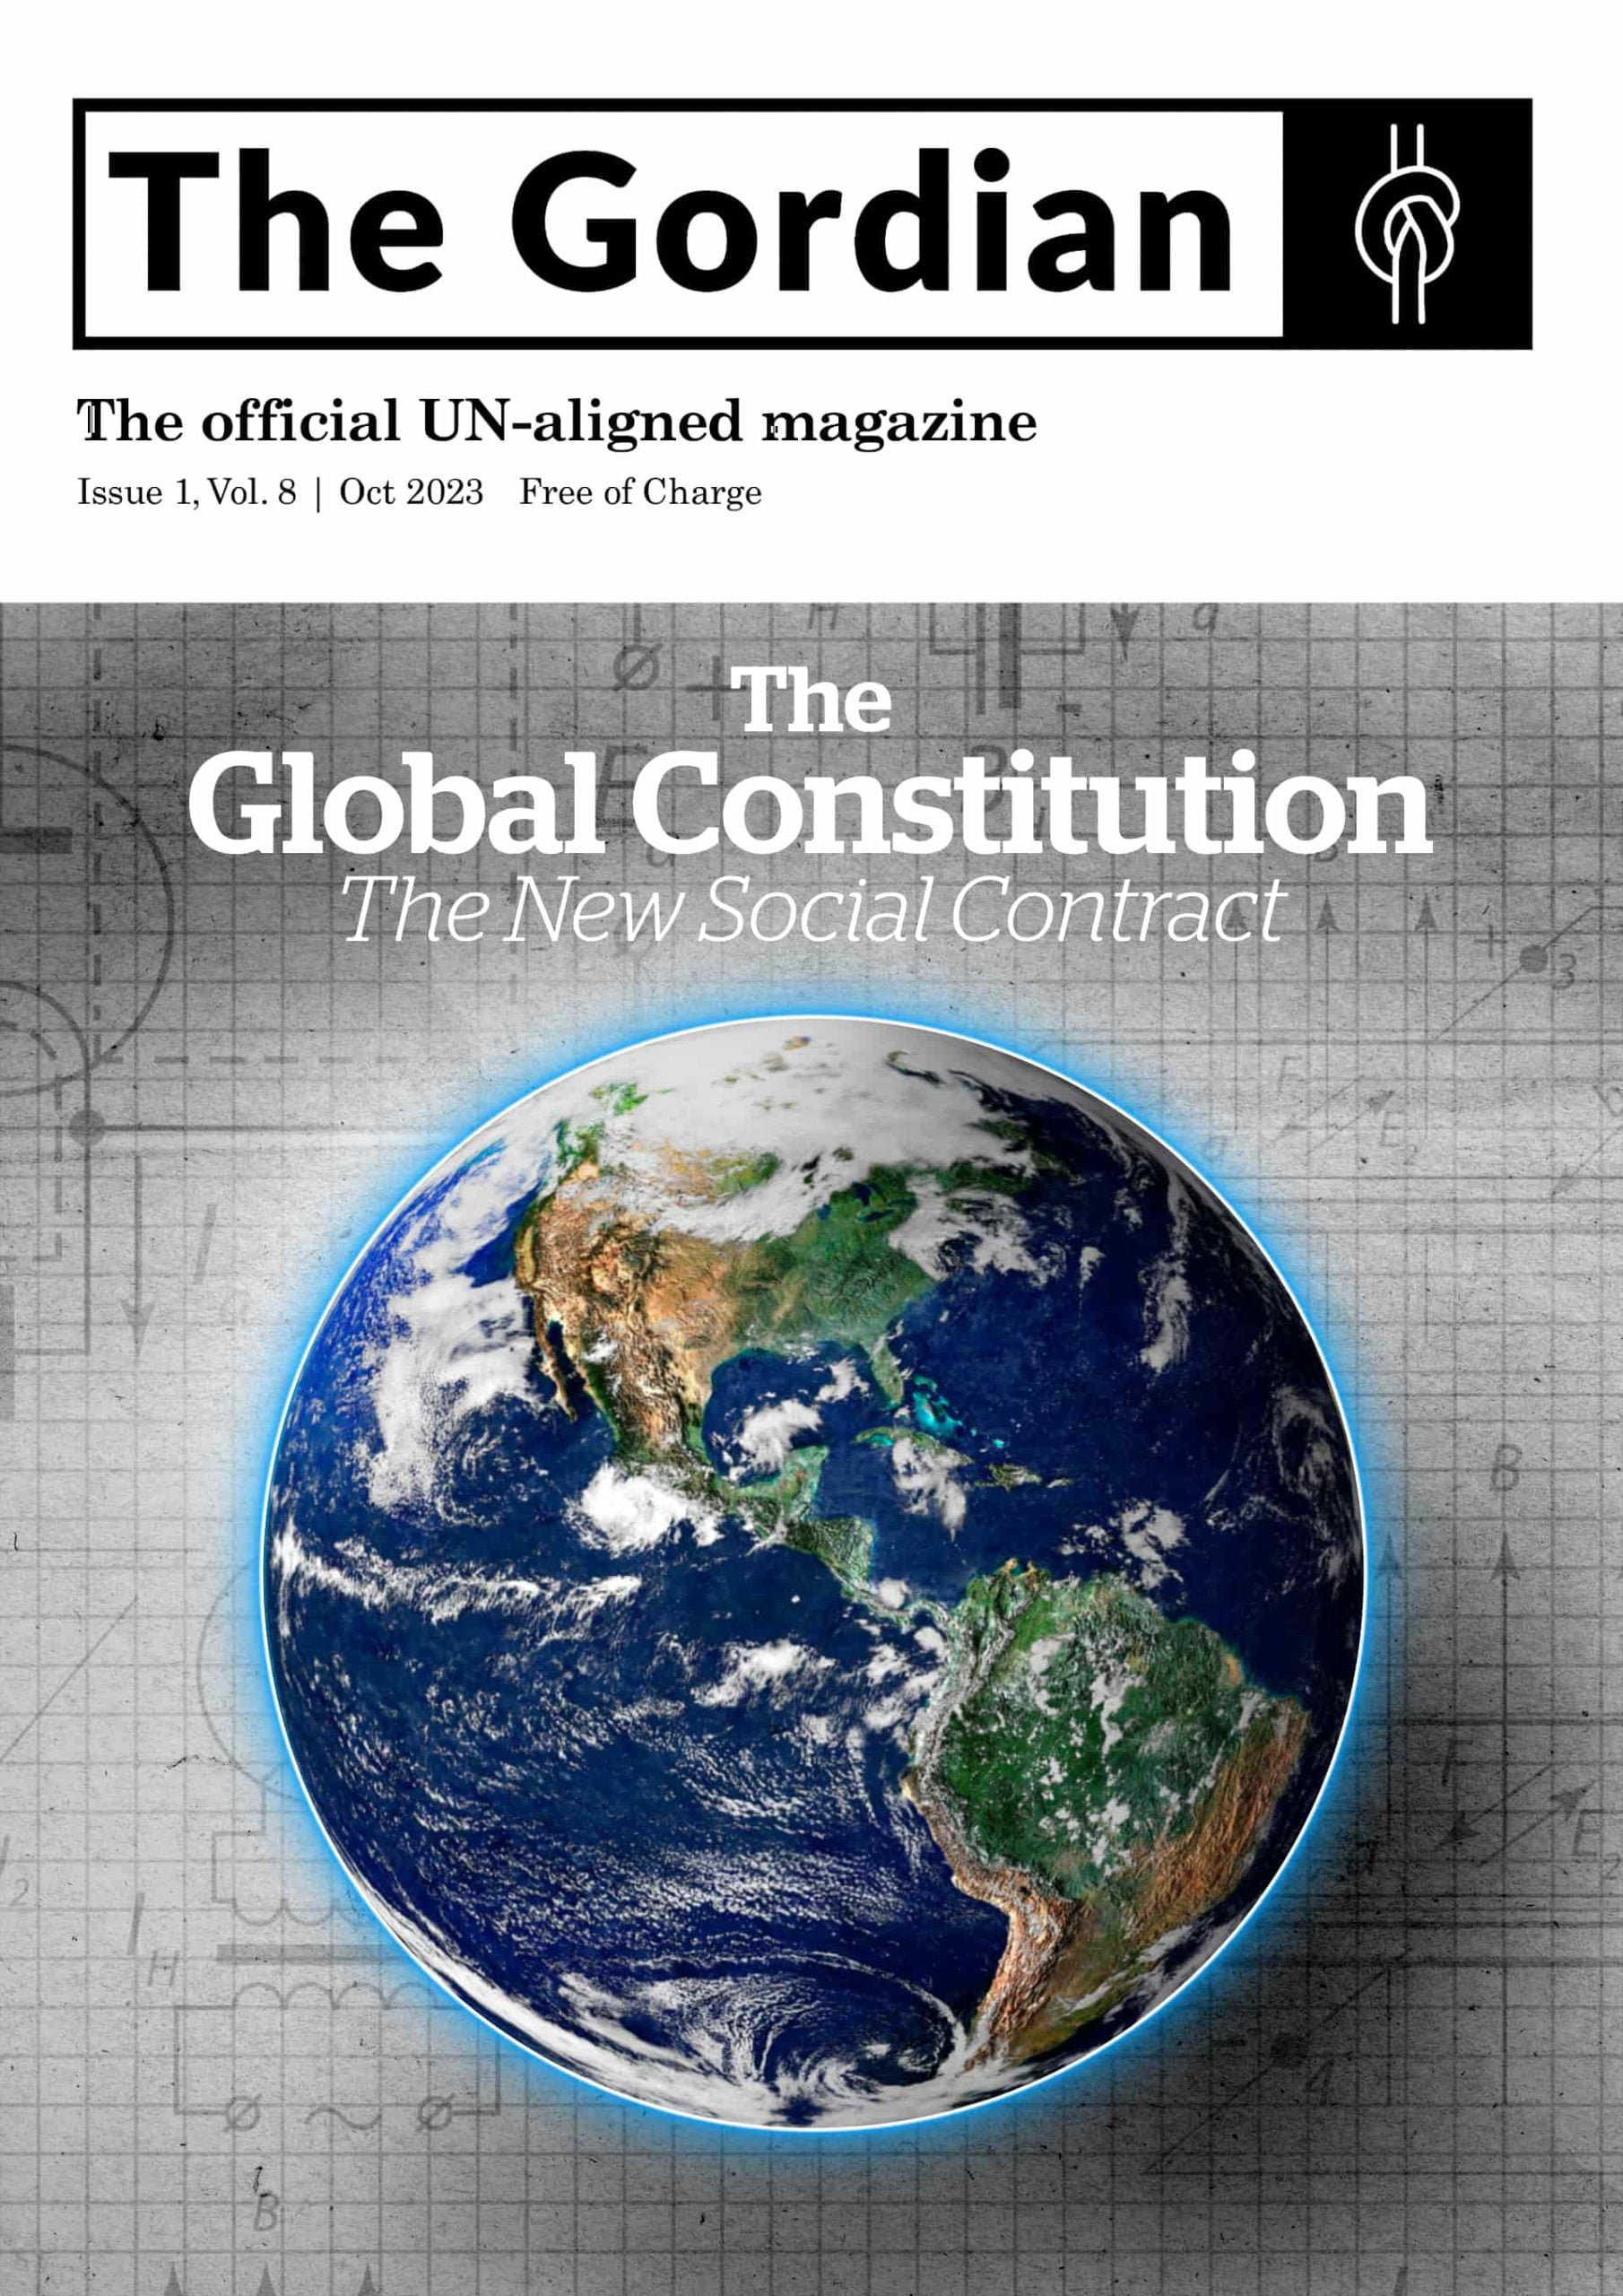 The Gordian
The official UN-aligned magazine
Issue 1, Vol. 8 | Oct 2023 Free of Charge
The
Global Constitution
The New Social Contract